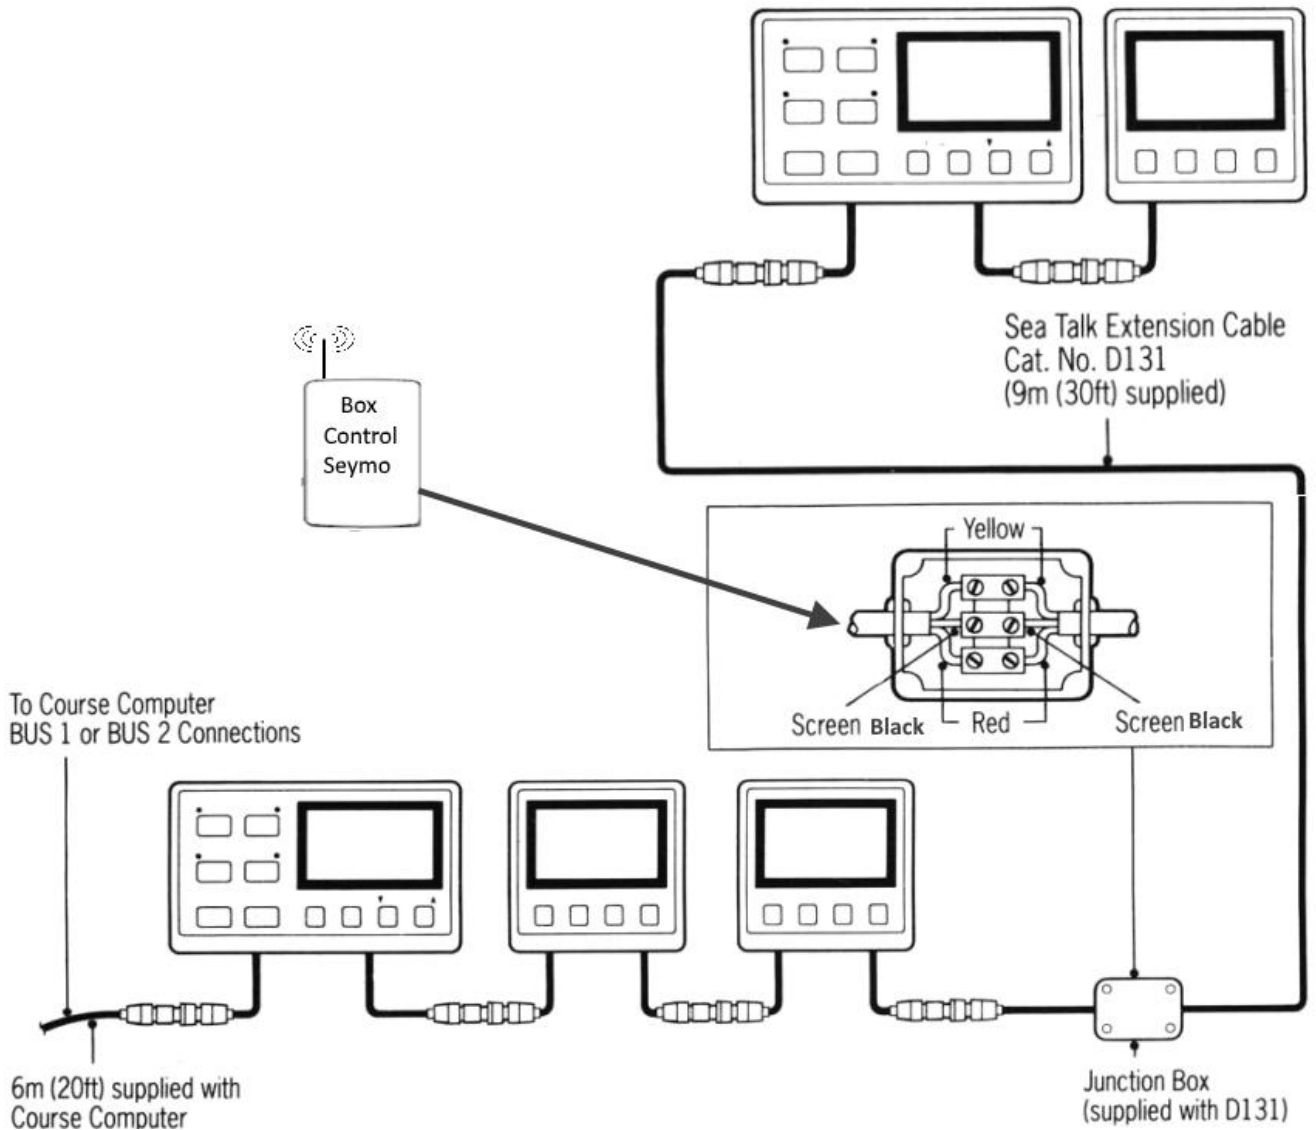 Sea Talk Extension Cable
Cat. No. D131
(9m (30ft) supplied)
Box
Control
Seymo
Yellow
Screen Black
Red
Screen Black
To Course Computer
BUS 1 or BUS 2 Connections
6m (20ft) supplied with
Course Computer
Junction Box
(supplied with D131)